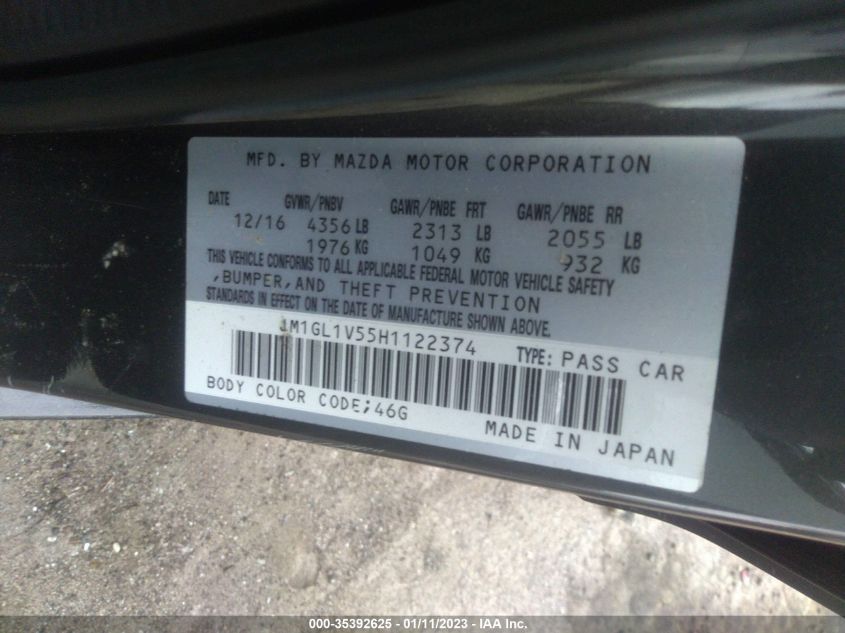 MFD. BY MAZDA MOTOR CORPORATION
DATE GVWR/PNBV GAWR/PNBE FRT GAWR/PNBE RR
12/16 4356 LB 2313 LB 2055 LB
1976 KG 1049 KG 932 KG
THIS VEHICLE CONFORMS TO ALL APPLICABLE FEDERAL MOTOR VEHICLE SAFETY
,BUMPER,AND THEFT PREVENTION
STANDARDS IN EFFECT ON THE DATE OF MANUFACTURE SHOWN ABOVE.
JM1GL1V55H1122374 TYPE: PASS CAR
BODY COLOR CODE;46G
MADE IN JAPAN
000-35392625 - 01/11/2023 - IAA Inc.